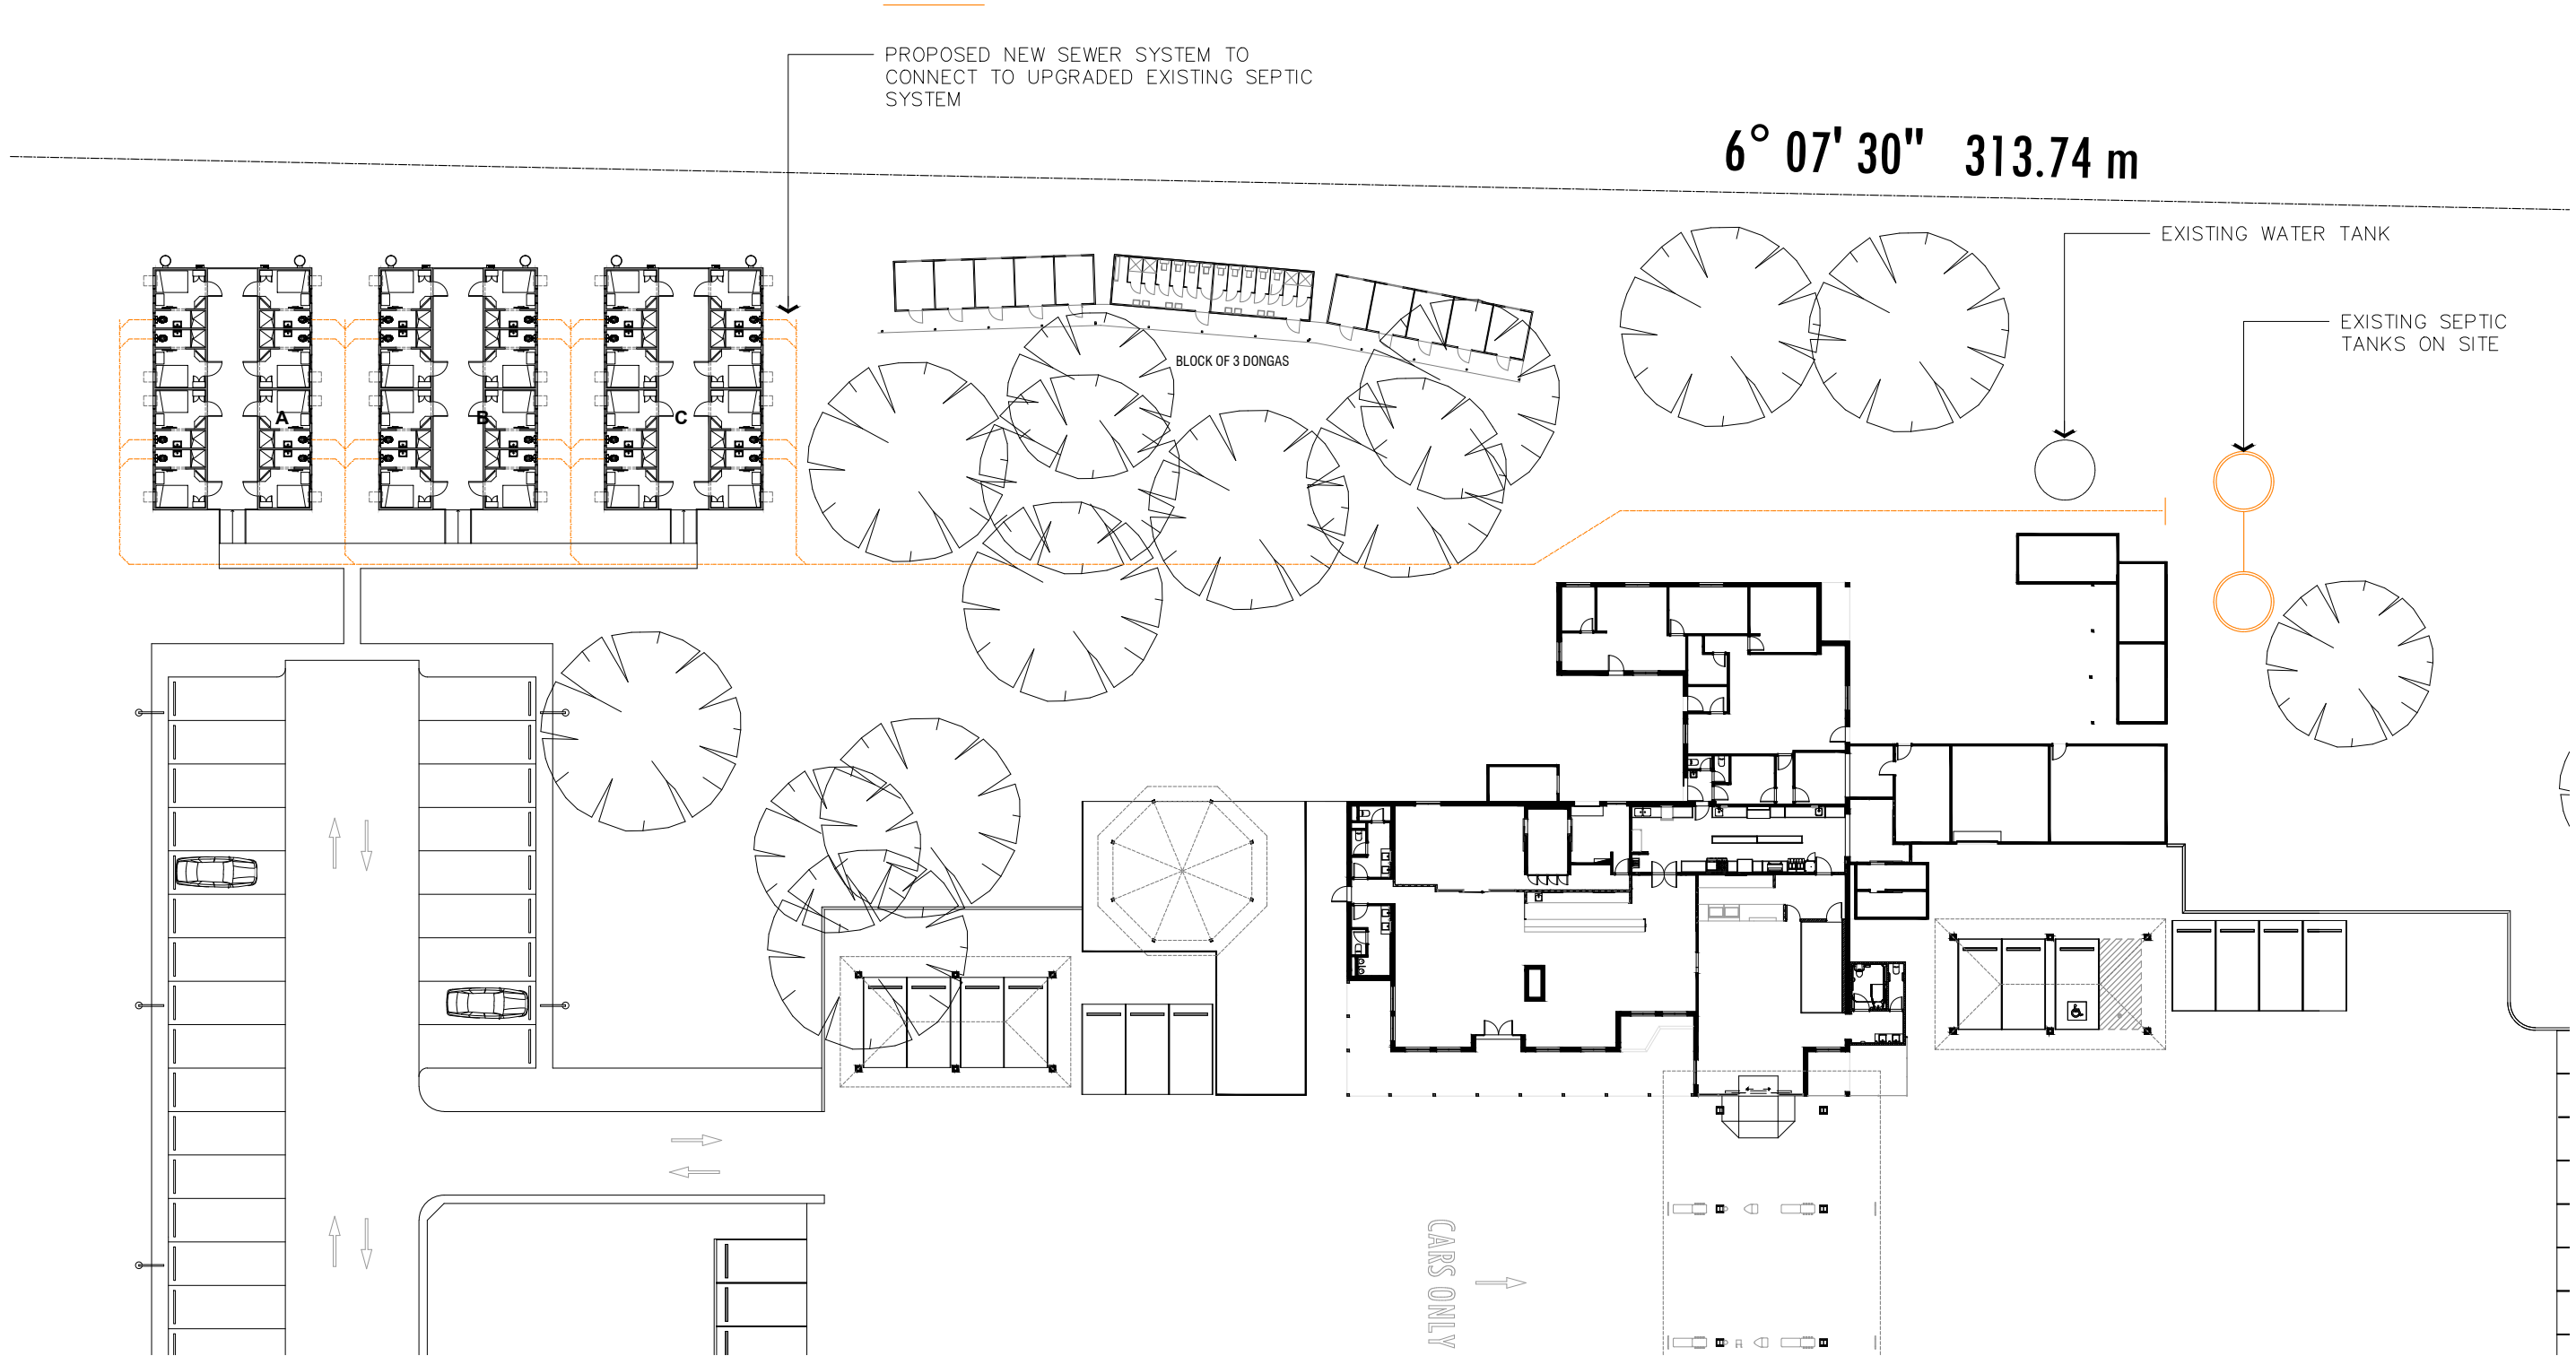 PROPOSED NEW SEWER SYSTEM TO
CONNECT TO UPGRADED EXISTING SEPTIC
SYSTEM
6° 07' 30" 313.74 m
EXISTING WATER TANK
EXISTING SEPTIC
TANKS ON SITE
BLOCK OF 3 DONGAS
A
B
C
CARS ONLY